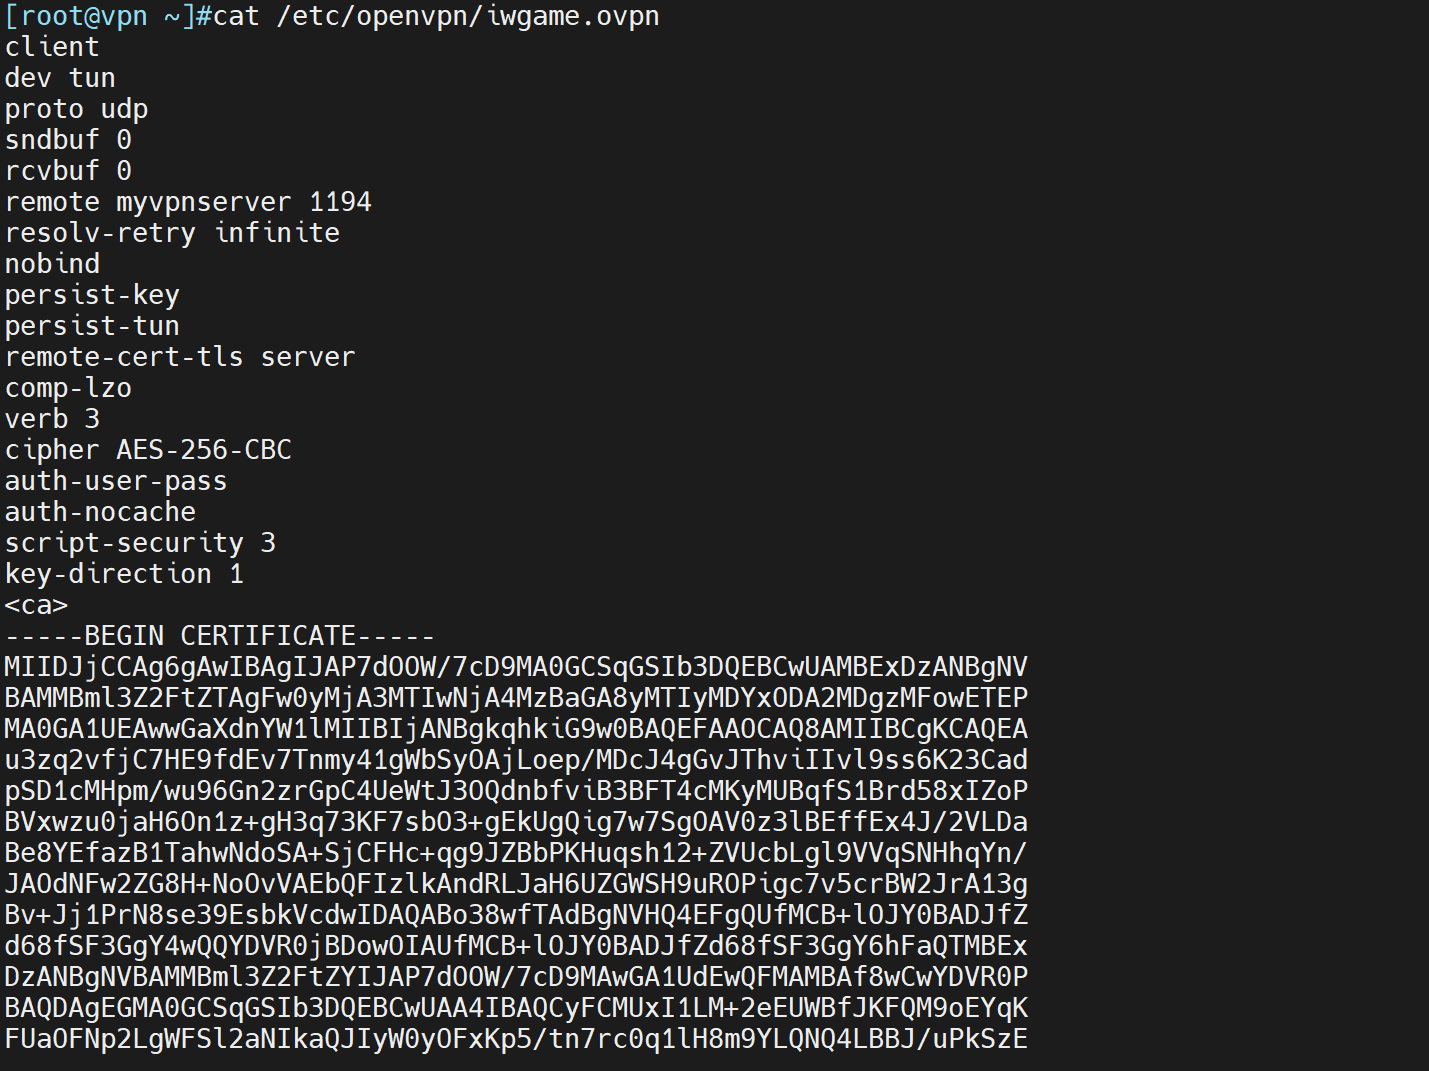 [root@vpn ~]#cat /etc/openvpn/iwgame.ovpn
client
dev tun
proto udp
sndbuf 0
rcvbuf 0
remote myvpnserver 1194
resolv-retry infinite
nobind
persist-key
persist-tun
remote-cert-tls server
comp-lzo
verb 3
cipher AES-256-CBC
auth-user-pass
auth-nocache
script-security 3
key-direction 1
<ca>
-----BEGIN CERTIFICATE-----
MIIDJjCCAg6gAwIBAgIJAP7dOOW/7cD9MA0GCSqGSIb3DQEBCwUAMBExDzANBgNV
BAMMBml3Z2FtZTAgFw0yMjA3MTIwNjA4MzBaGA8yMTIyMDYxODA2MDgzMFowETEP
MA0GA1UEAwwGaXdnYW1lMIIBIjANBgkqhkiG9w0BAQEFAAOCAQ8AMIIBCgKCAQEA
u3zq2vfjC7HE9fdEv7Tnmy41gWbSyOAjLoep/MDcJ4gGvJThviIIvl9ss6K23Cad
pSD1cMHpm/wu96Gn2zrGpC4UeWtJ3OQdnbfviB3BFT4cMKyMUBqfS1Brd58xIZoP
BVxwzu0jaH6On1z+gH3q73KF7sbO3+gEkUgQig7w7SgOAV0z3lBEffEx4J/2VLDa
Be8YEfazB1TahwNdoSA+SjCFHc+qg9JZBbPKHuqsh12+ZVUcbLgl9VVqSNHhqYn/
JAOdNFw2ZG8H+NoOvVAEbQFIzlkAndRLJaH6UZGWSH9uROPigc7v5crBW2JrA13g
Bv+Jj1PrN8se39EsbkVcdwIDAQABo38wfTAdBgNVHQ4EFgQUfMCB+lOJY0BADJfZ
d68fSF3GgY4wQQYDVR0jBDowOIAUfMCB+lOJY0BADJfZd68fSF3GgY6hFaQTMBEx
DzANBgNVBAMMBml3Z2FtZYIJAP7dOOW/7cD9MAwGA1UdEwQFMAMBAf8wCwYDVR0P
BAQDAgEGMA0GCSqGSIb3DQEBCwUAA4IBAQCyFCMUxI1LM+2eEUWBfJKFQM9oEYqK
FUaOFNp2LgWFSl2aNIkaQJIyW0yOFxKp5/tn7rc0q1lH8m9YLQNQ4LBBJ/uPkSzE